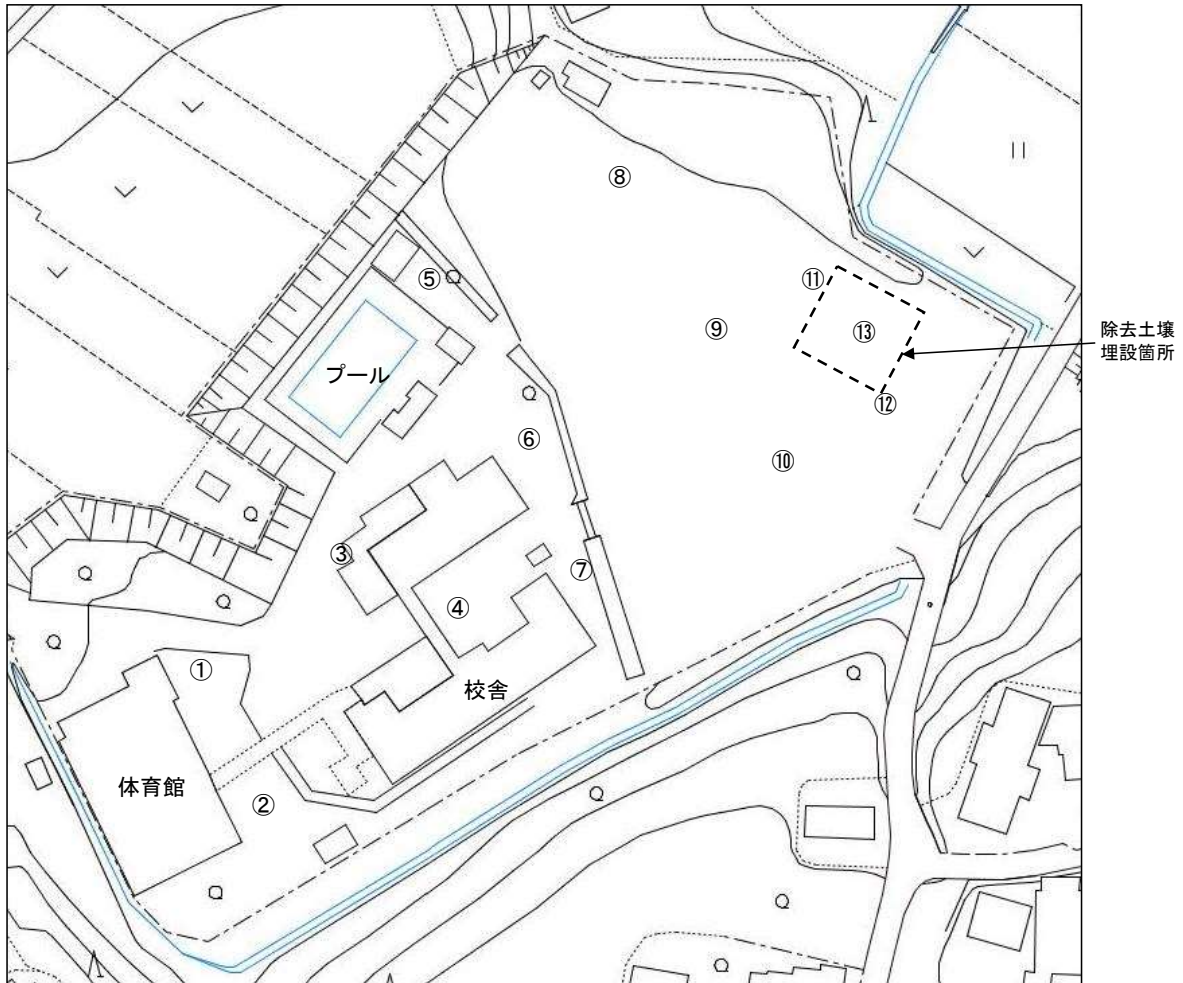 ⑧
⑤
⑪
⑨
⑬
除去土壌
埋設箇所
プール
⑫
⑥
⑩
③
⑦
④
①
校舎
体育館
②